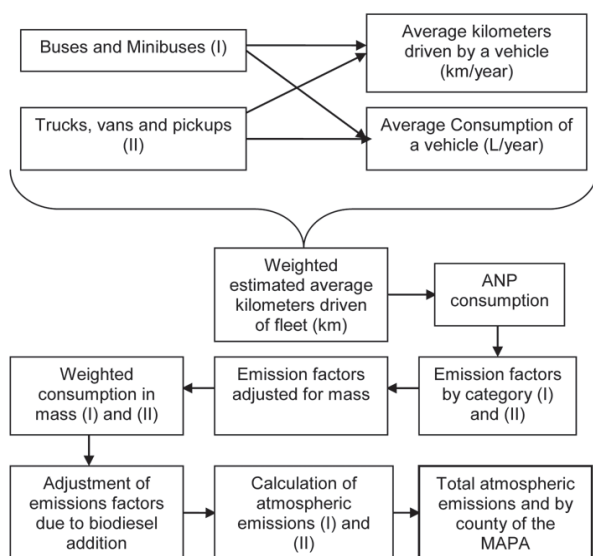 Buses and Minibuses (I)
Average kilometers
driven by a vehicle
(km/year)
Trucks, vans and pickups
(II)
Average Consumption of
a vehicle (L/year)
Weighted
estimated average
kilometers driven
of fleet (km)
ANP
consumption
Weighted
consumption in
mass (I) and (II)
Emission factors
adjusted for mass
Emission factors
by category (I)
and (II)
Adjustment of
emissions factors
due to biodiesel
addition
Calculation of
atmospheric
emissions (I) and
(II)
Total atmospheric
emissions and by
county of the
MAPA